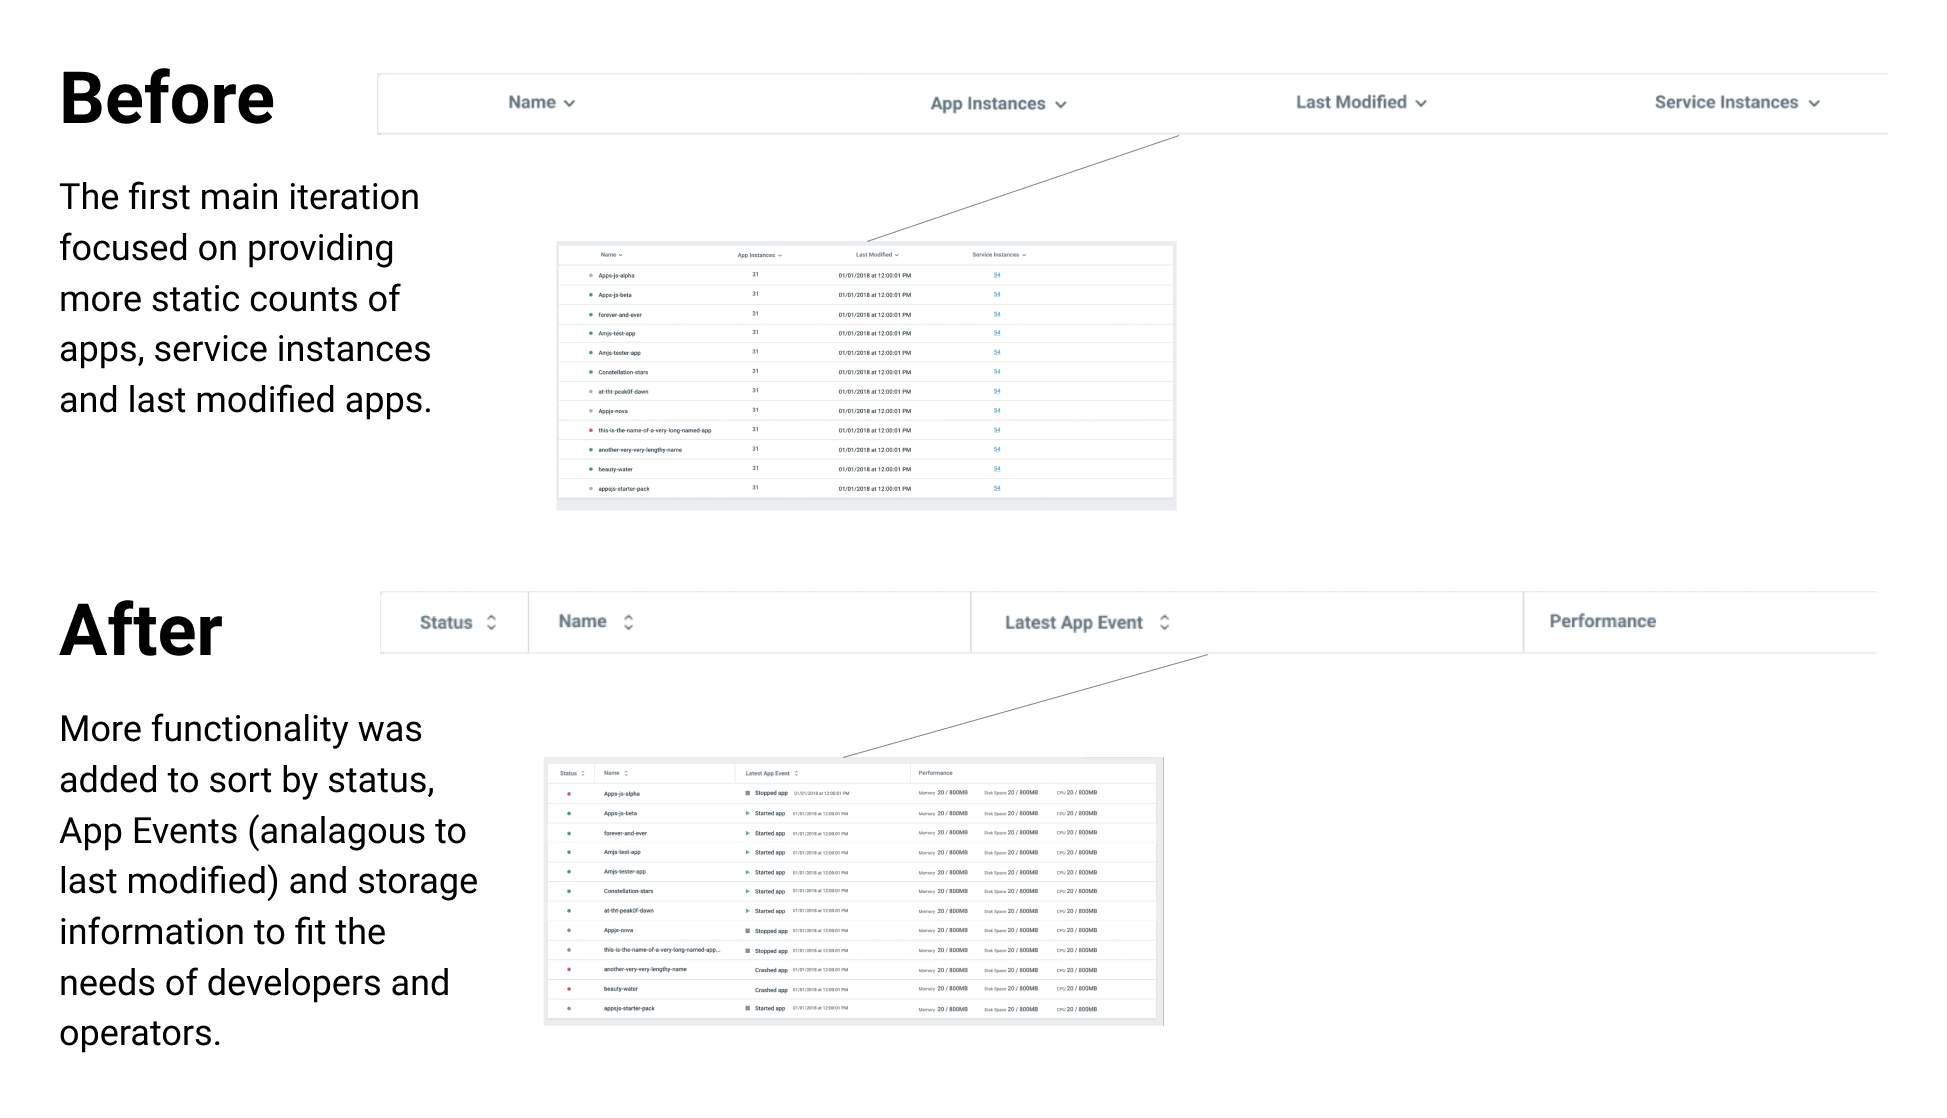 Before
Name
App Instances
Last Modified
Service Instances
The first main iteration
focused on providing
more static counts of
apps, service instances
and last modified apps.
Name App Instances Last Modified Service Instances
Apps-js-alpha 31 01/01/2018 at 12:00:01 PM 54
Apps-js-beta 31 01/01/2018 at 12:00:01 PM 54
forever-and-ever 31 01/01/2018 at 12:00:01 PM 54
Amjs-test-app 31 01/01/2018 at 12:00:01 PM 54
Amjs-tester-app 31 01/01/2018 at 12:00:01 PM 54
Constellation-stars 31 01/01/2018 at 12:00:01 PM 54
at-tht-peak0f-dawn 31 01/01/2018 at 12:00:01 PM 54
Appjs-nova 31 01/01/2018 at 12:00:01 PM 54
this-is-the-name-of-a-very-long-named-app 31 01/01/2018 at 12:00:01 PM 54
another-very-very-lengthy-name 31 01/01/2018 at 12:00:01 PM 54
beauty-water 31 01/01/2018 at 12:00:01 PM 54
appsjs-starter-pack 31 01/01/2018 at 12:00:01 PM 54
After
Status
Name
Latest App Event
Performance
More functionality was
added to sort by status,
App Events (analagous to
last modified) and storage
information to fit the
needs of developers and
operators.
Status Name Latest App Event Performance
Apps-js-alpha Stopped app 01/01/2018 at 12:00:01 PM Memory 20 / 800MB Disk Space 20 / 800MB CPU 20 / 800MB
Apps-js-beta Started app 01/01/2018 at 12:00:01 PM Memory 20 / 800MB Disk Space 20 / 800MB CPU 20 / 800MB
forever-and-ever Started app 01/01/2018 at 12:00:01 PM Memory 20 / 800MB Disk Space 20 / 800MB CPU 20 / 800MB
Amjs-test-app Started app 01/01/2018 at 12:00:01 PM Memory 20 / 800MB Disk Space 20 / 800MB CPU 20 / 800MB
Amjs-tester-app Started app 01/01/2018 at 12:00:01 PM Memory 20 / 800MB Disk Space 20 / 800MB CPU 20 / 800MB
Constellation-stars Started app 01/01/2018 at 12:00:01 PM Memory 20 / 800MB Disk Space 20 / 800MB CPU 20 / 800MB
at-tht-peak0f-dawn Started app 01/01/2018 at 12:00:01 PM Memory 20 / 800MB Disk Space 20 / 800MB CPU 20 / 800MB
Appjs-nova Stopped app 01/01/2018 at 12:00:01 PM Memory 20 / 800MB Disk Space 20 / 800MB CPU 20 / 800MB
this-is-the-name-of-a-very-long-named-app... Stopped app 01/01/2018 at 12:00:01 PM Memory 20 / 800MB Disk Space 20 / 800MB CPU 20 / 800MB
another-very-very-lengthy-name Crashed app 01/01/2018 at 12:00:01 PM Memory 20 / 800MB Disk Space 20 / 800MB CPU 20 / 800MB
beauty-water Crashed app 01/01/2018 at 12:00:01 PM Memory 20 / 800MB Disk Space 20 / 800MB CPU 20 / 800MB
appsjs-starter-pack Started app 01/01/2018 at 12:00:01 PM Memory 20 / 800MB Disk Space 20 / 800MB CPU 20 / 800MB